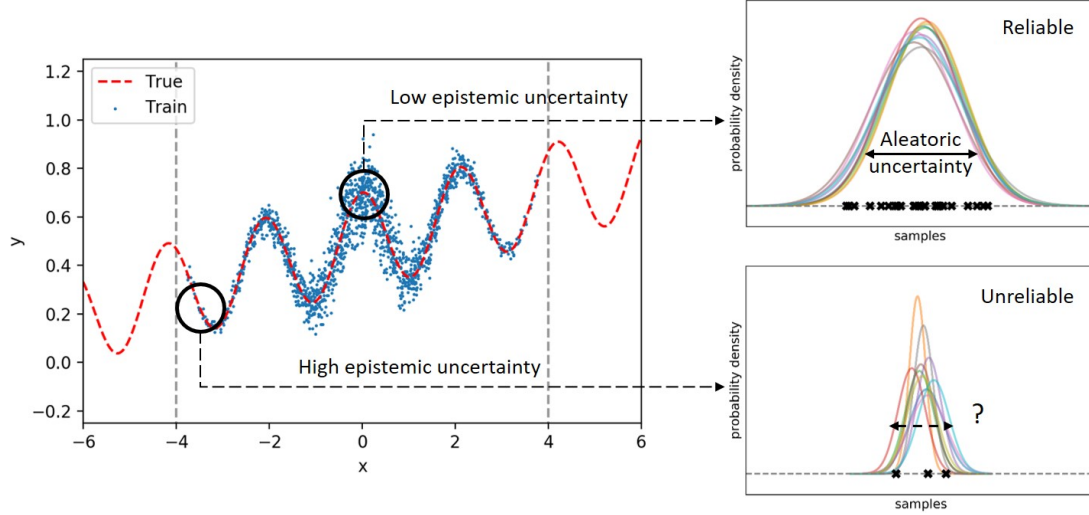 1.2
1.0
0.8
0.6
0.4
0.2
0.0
−0.2
y
True
Train
−6
−4
−2
0
2
4
6
x
Low epistemic uncertainty
High epistemic uncertainty
Reliable
Aleatoric
uncertainty
probability density
samples
Unreliable
?
probability density
samples